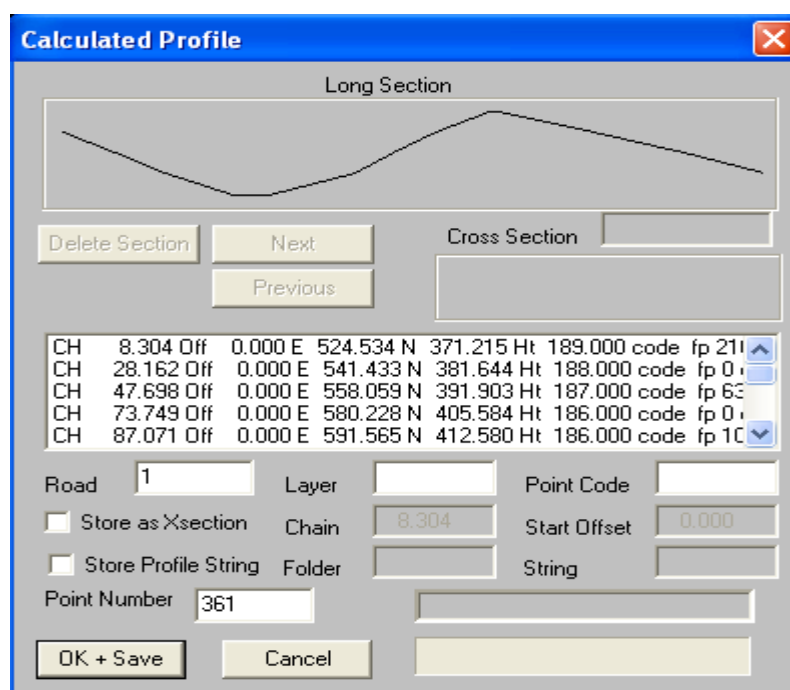 Calculated Profile
Long Section
Delete Section Next Cross Section
Previous
CH 8.304 Off 0.000 E 524.534 N 371.215 Ht 189.000 code fp
CH 28.162 Off 0.000 E 541.433 N 381.644 Ht 188.000 code fp 0
CH 47.698 Off 0.000 E 558.059 N 391.903 Ht 187.000 code fp 63
CH 73.749 Off 0.000 E 580.228 N 405.584 Ht 186.000 code fp 0
CH 87.071 Off 0.000 E 591.565 N 412.580 Ht 186.000 code fp
Road 1 Layer Point Code
Store as Xsection Chain 8.304 Start Offset 0.000
Store Profile String Folder String
Point Number 361
OK + Save Cancel